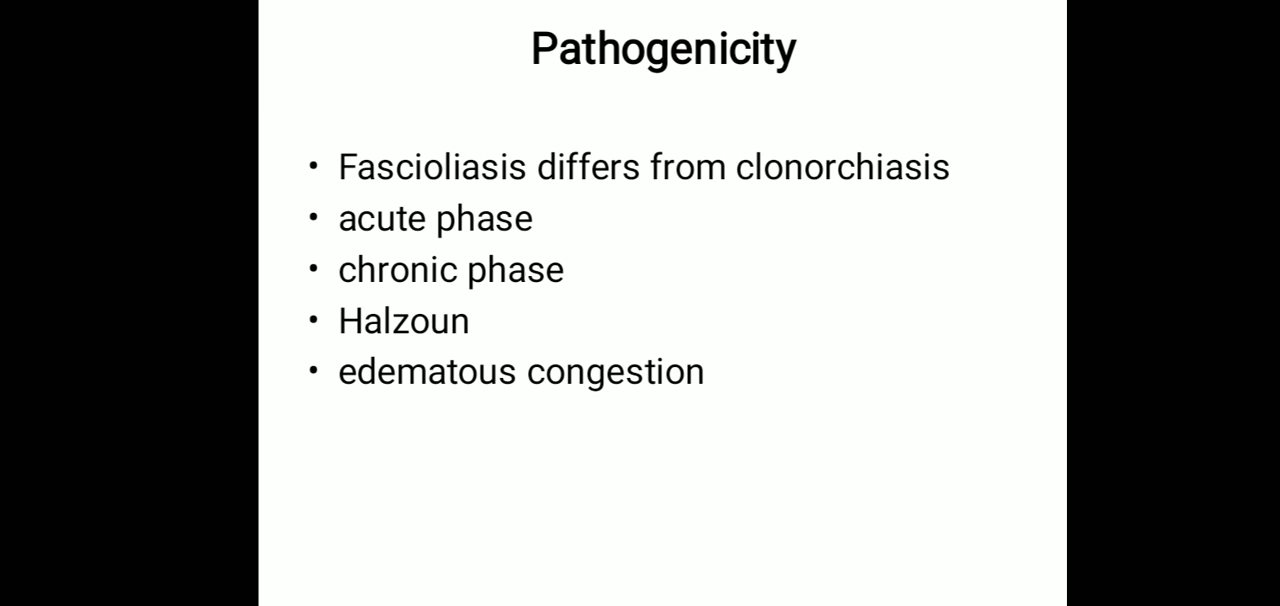 Pathogenicity
• Fascioliasis differs from clonorchiasis
• acute phase
• chronic phase
• Halzoun
• edematous congestion